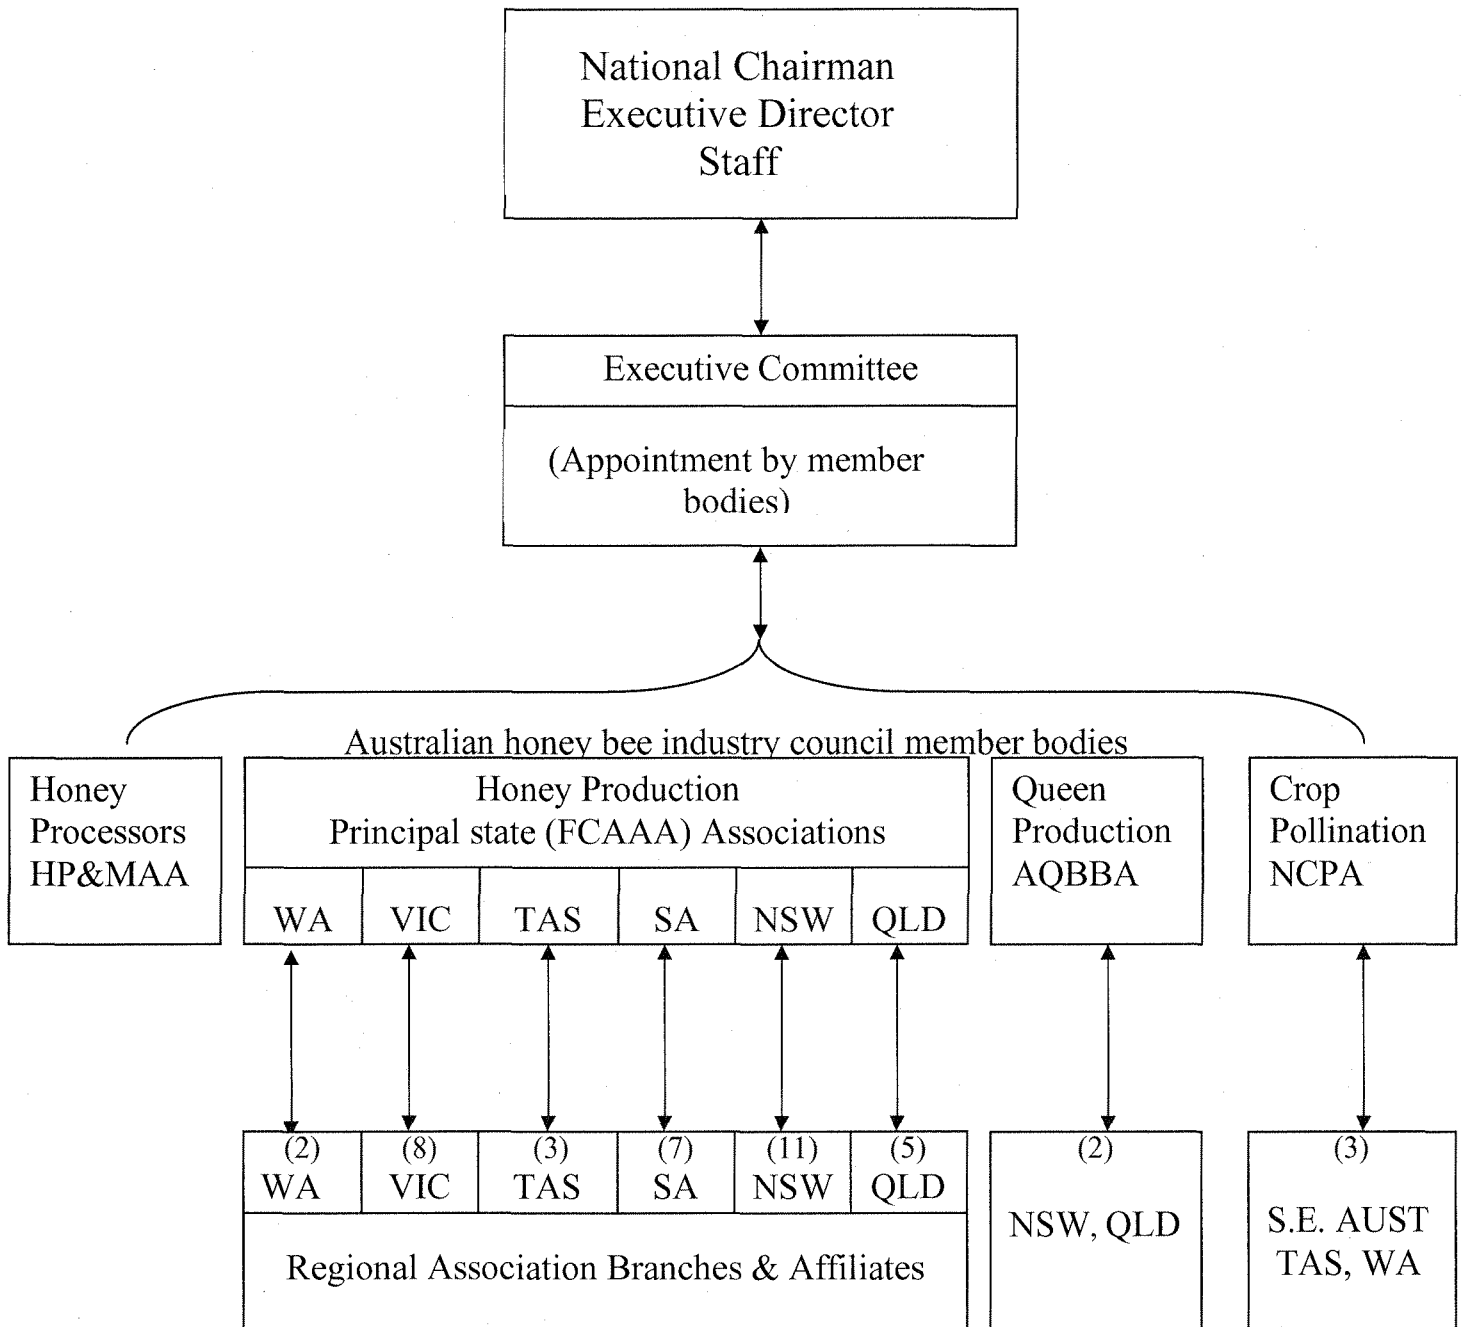 National Chairman
Executive Director
Staff
Executive Committee
(Appointment by member
bodies)
Australian honey bee industry council member bodies
Honey
Processors
HP&MAA
Honey Production
Principal state (FCAAA) Associations
WA VIC TAS SA NSW QLD
Queen
Production
AQBBA
Crop
Pollination
NCPA
(2) (8) (3) (7) (11) (5)
WA VIC TAS SA NSW QLD
Regional Association Branches & Affiliates
(2)
NSW, QLD
(3)
S.E. AUST
TAS, WA